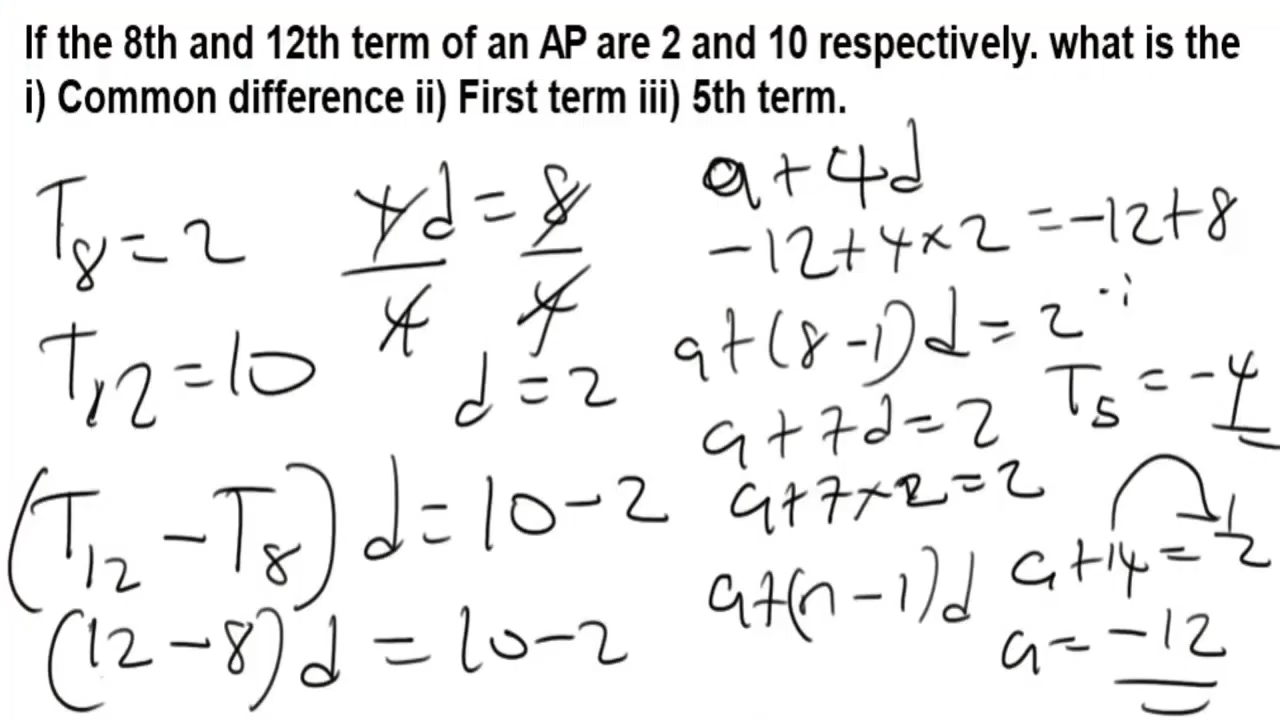 If the 8th and 12th term of an AP are 2 and 10 respectively. what is the
i) Common difference ii) First term iii) 5th term.
T8 = 2
T12 = 10
(T12 - T8) d = 10 - 2
(12 - 8) d = 10 - 2
4d = 8
4 4
d = 2
a + 4d
-12 + 4 × 2 = -12 + 8
a + (8 - 1) d = 2
T5 = -4
a + 7d = 2
a + 7 × 2 = 2
a + (n - 1) d
a + 14 = 2
a = -12